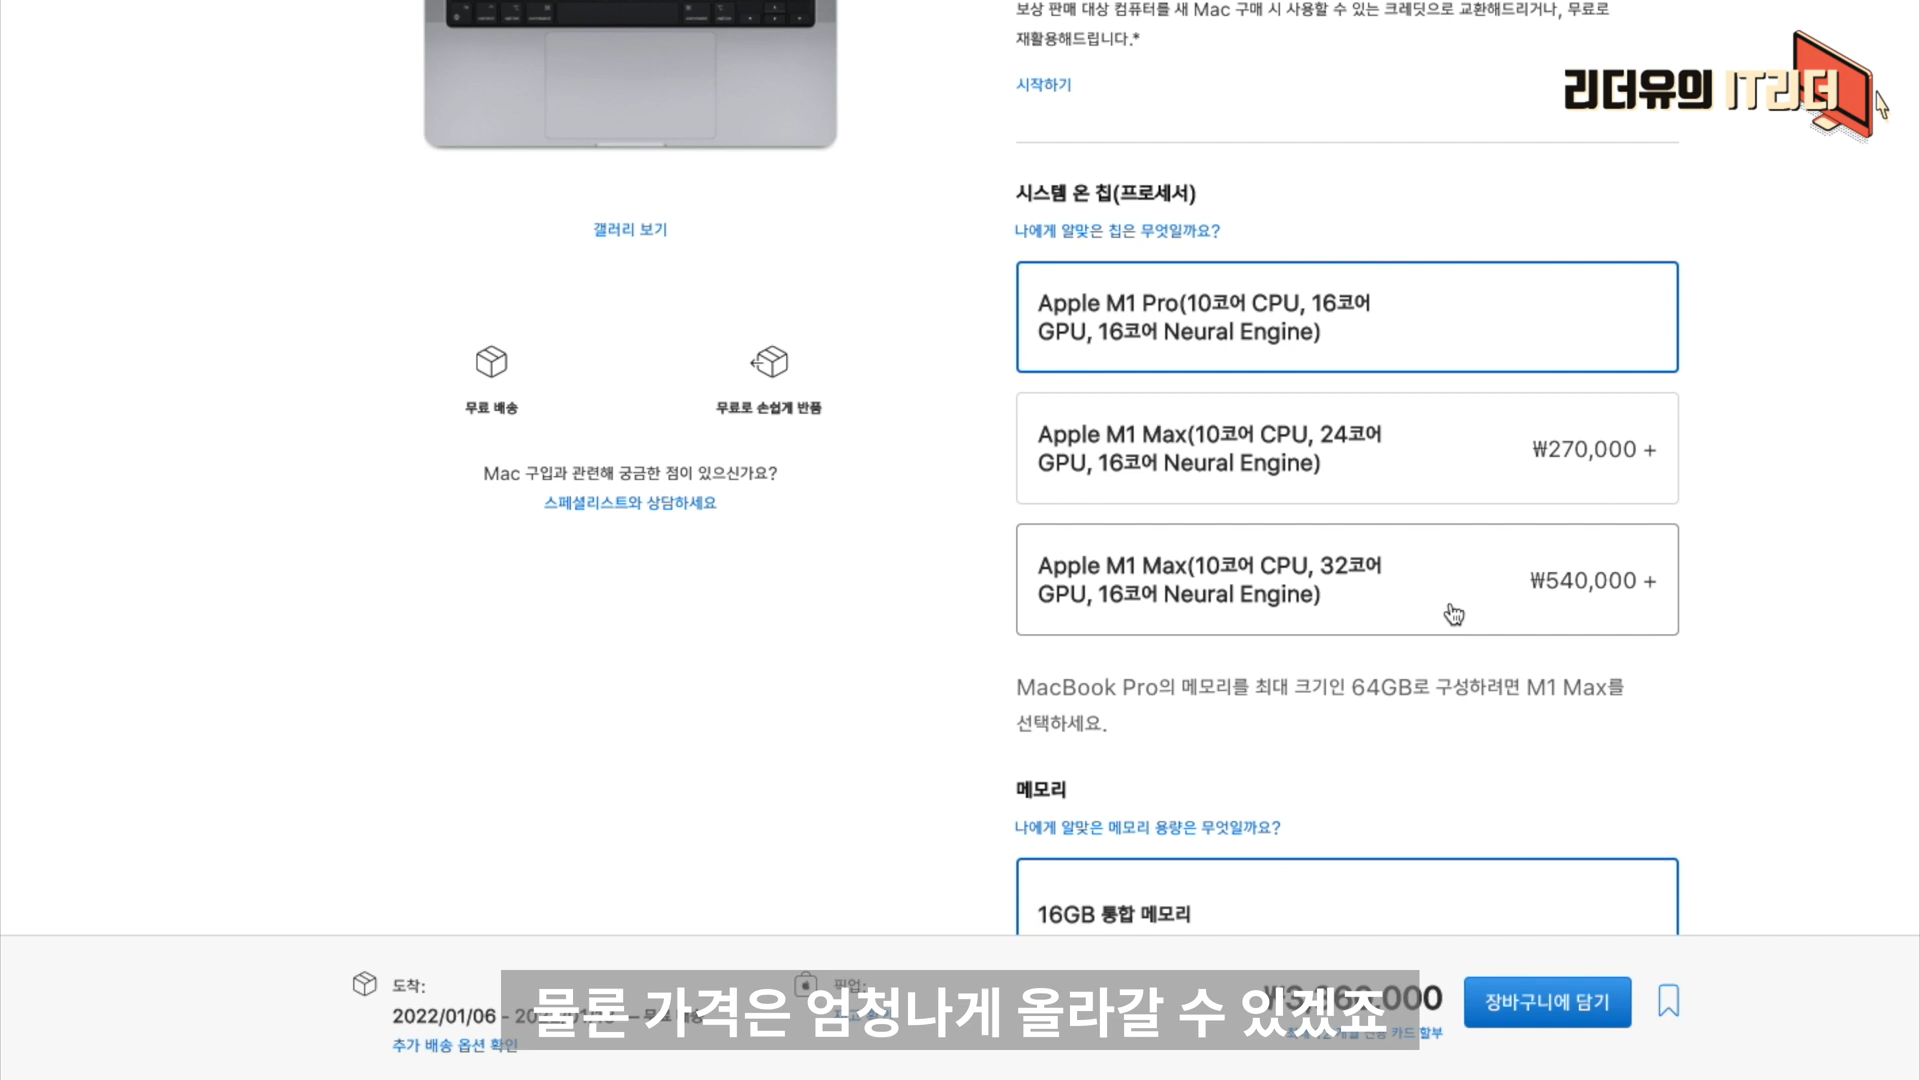 보상 판매 대상 컴퓨터를 새 Mac 구매 시 사용할 수 있는 크레딧으로 교환해드리거나, 무료로
재활용해드립니다.*
시작하기
리더유의 IT리더
갤러리 보기
무료 배송
무료로 손쉽게 반품
Mac 구입과 관련해 궁금한 점이 있으신가요?
스페셜리스트와 상담하세요
시스템 온 칩(프로세서)
나에게 알맞은 칩은 무엇일까요?
Apple M1 Pro(10코어 CPU, 16코어
GPU, 16코어 Neural Engine)
Apple M1 Max(10코어 CPU, 24코어
GPU, 16코어 Neural Engine)
₩270,000 +
Apple M1 Max(10코어 CPU, 32코어
GPU, 16코어 Neural Engine)
₩540,000 +
MacBook Pro의 메모리를 최대 크기인 64GB로 구성하려면 M1 Max를
선택하세요.
메모리
나에게 알맞은 메모리 용량은 무엇일까요?
16GB 통합 메모리
도착:
2022/01/06 -
추가 배송 옵션 확인
픽업:
카드 할부
장바구니에 담기
물론 가격은 엄청나게 올라갈 수 있겠죠